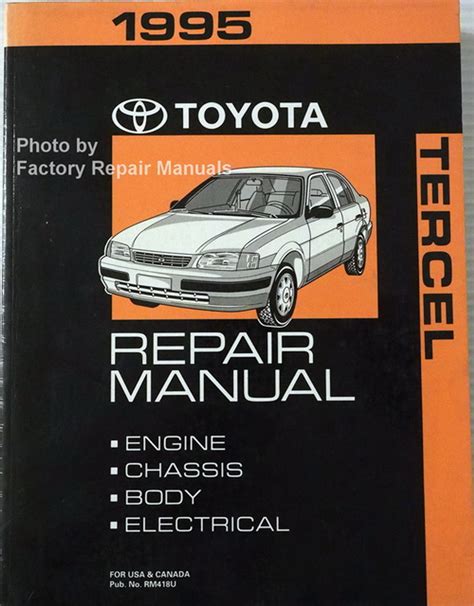 1995
TOYOTA
Photo by
Factory Repair Manuals
TERCEL
REPAIR
MANUAL
▪ ENGINE
▪ CHASSIS
▪ BODY
▪ ELECTRICAL
FOR USA & CANADA
Pub. No. RM418U